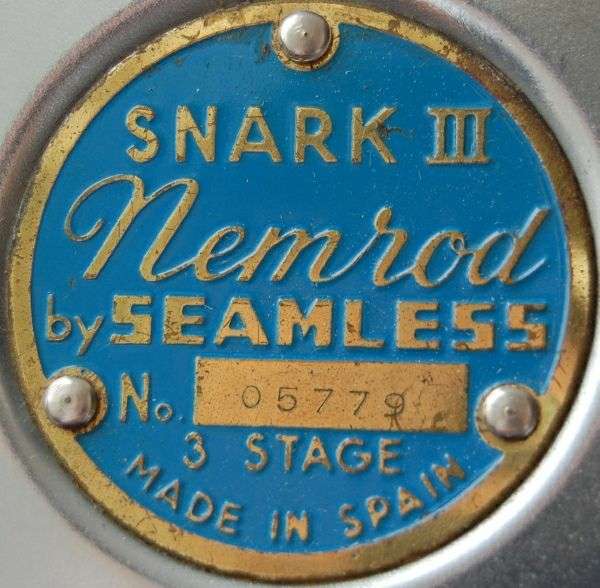 SNARK III
Nemrod
by SEAMLESS
No. 05779
3 STAGE
MADE IN SPAIN